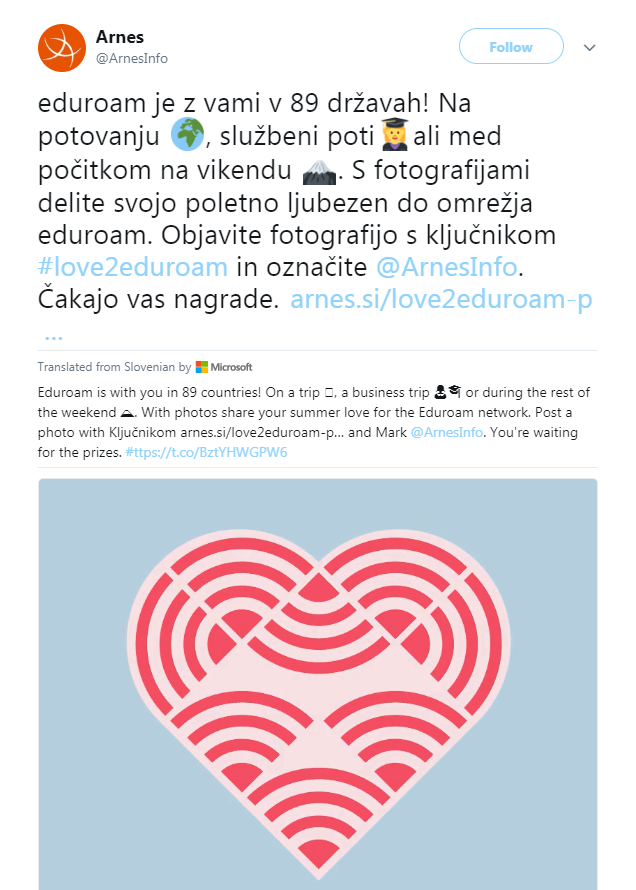 Arnes
@ArnesInfo
Follow
eduroam je z vami v 89 državah! Na
potovanju 🌍, službeni poti 👩‍🎓 ali med
počitkom na vikendu 🏔. S fotografijami
delite svojo poletno ljubezen do omrežja
eduroam. Objavite fotografijo s ključnikom
#love2eduroam in označite @ArnesInfo.
Čakajo vas nagrade. arnes.si/love2eduroam-p
…
Translated from Slovenian by Microsoft
Eduroam is with you in 89 countries! On a trip , a business trip 👩🎓 or during the rest of
the weekend 🏔. With photos share your summer love for the Eduroam network. Post a
photo with Ključnikom arnes.si/love2eduroam-p… and Mark @ArnesInfo. You're waiting
for the prizes. #ttps://t.co/BztYHWGPW6